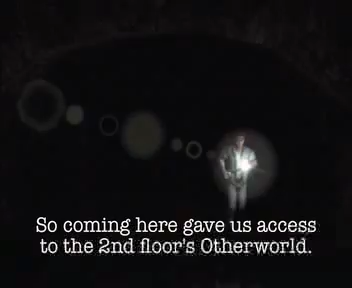 So coming here gave us access
to the 2nd floor's Otherworld.